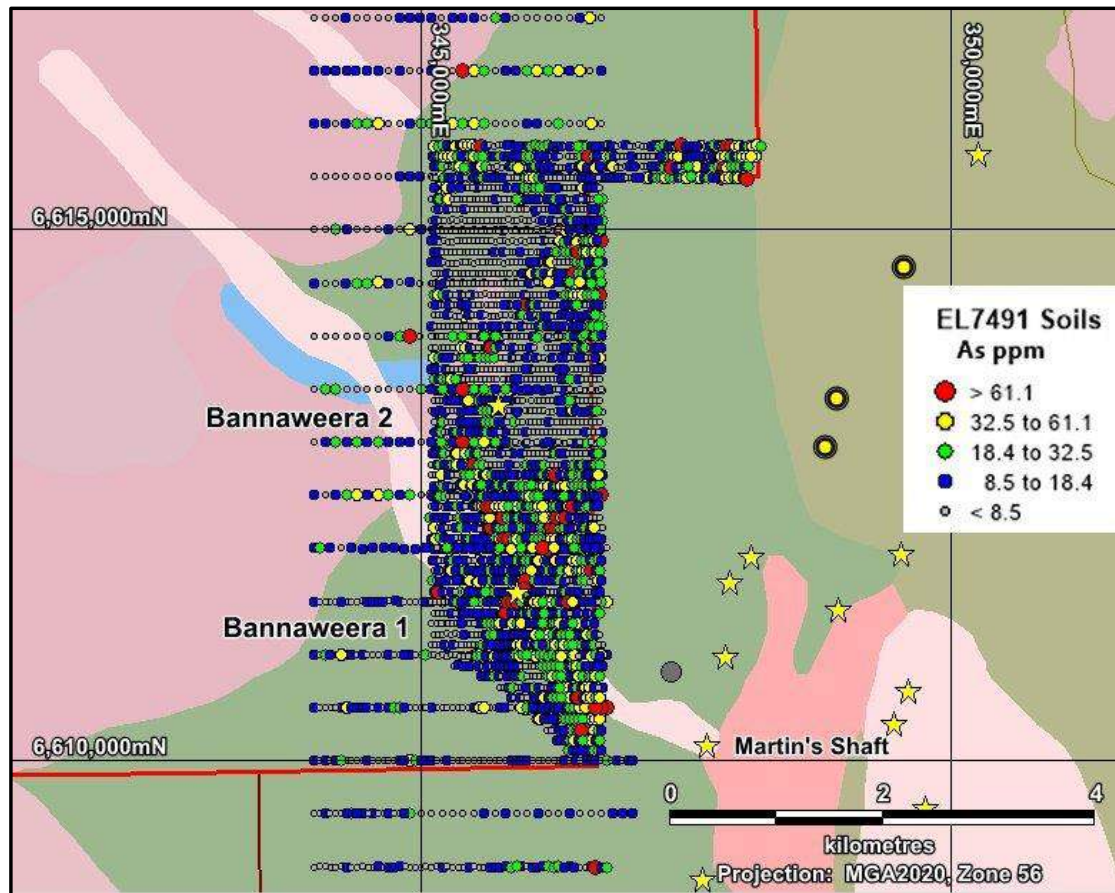 345,000mE
350,000mE
6,615,000mN
EL7491 Soils
As ppm
> 61.1
32.5 to 61.1
18.4 to 32.5
8.5 to 18.4
< 8.5
Bannaweera 2
Bannaweera 1
6,610,000mN
Martin's Shaft
0 2 4
kilometres
Projection: MGA2020, Zone 56